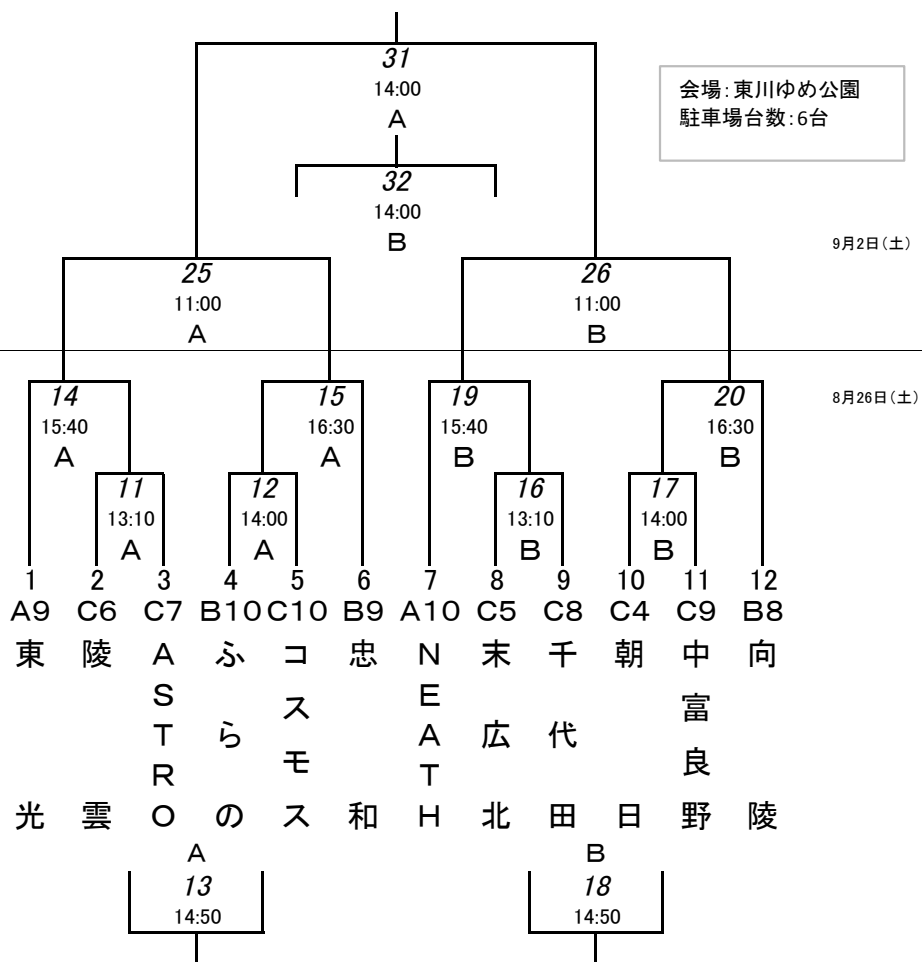 31
14:00
A
会場:東川ゆめ公園
駐車場台数:6台
32
14:00
B
9月2日(土)
25
11:00
A
26
11:00
B
8月26日(土)
14
15:40
A
15
16:30
A
19
15:40
B
20
16:30
B
11
13:10
A
12
14:00
A
16
13:10
B
17
14:00
B
1 2 3 4 5 6 7 8 9 10 11 12
A9 C6 C7 B10 C10 B9 A10 C5 C8 C4 C9 B8
東光
陵雲
ASTRO
ふらの
コスモス
忠和
NEATH
末広北
千代田
朝日
中富良野
向陵
A
13
14:50
B
18
14:50